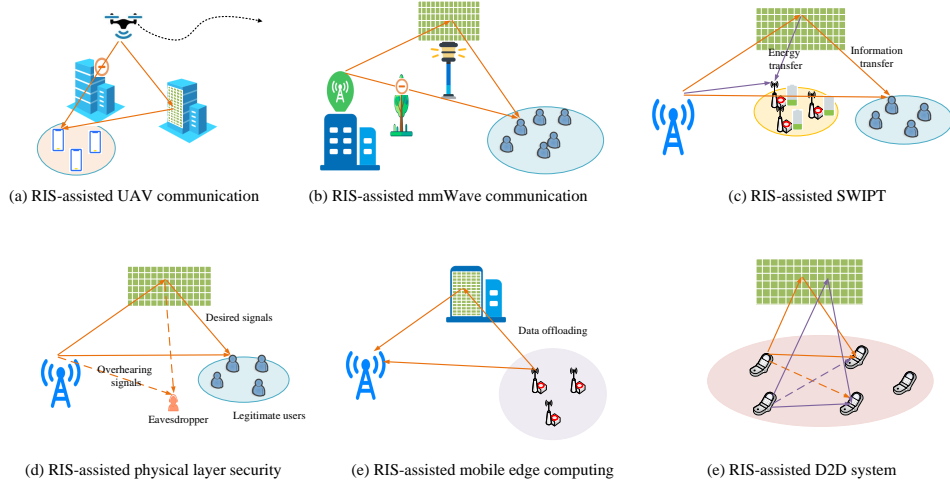 Energy
transfer
Information
transfer
(a) RIS-assisted UAV communication
(b) RIS-assisted mmWave communication
(c) RIS-assisted SWIPT
Desired signals
Overhearing
signals
Eavesdropper
Legitimate users
Data offloading
(d) RIS-assisted physical layer security
(e) RIS-assisted mobile edge computing
(e) RIS-assisted D2D system